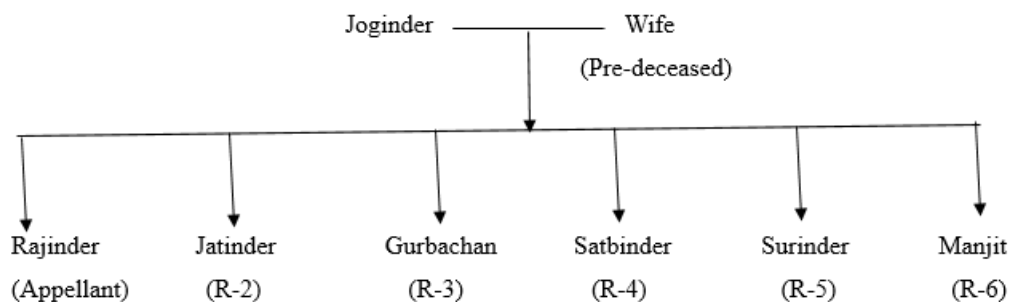 Joginder Wife
(Pre-deceased)
Rajinder Jatinder Gurbachan Satbinder Surinder Manjit
(Appellant) (R-2) (R-3) (R-4) (R-5) (R-6)